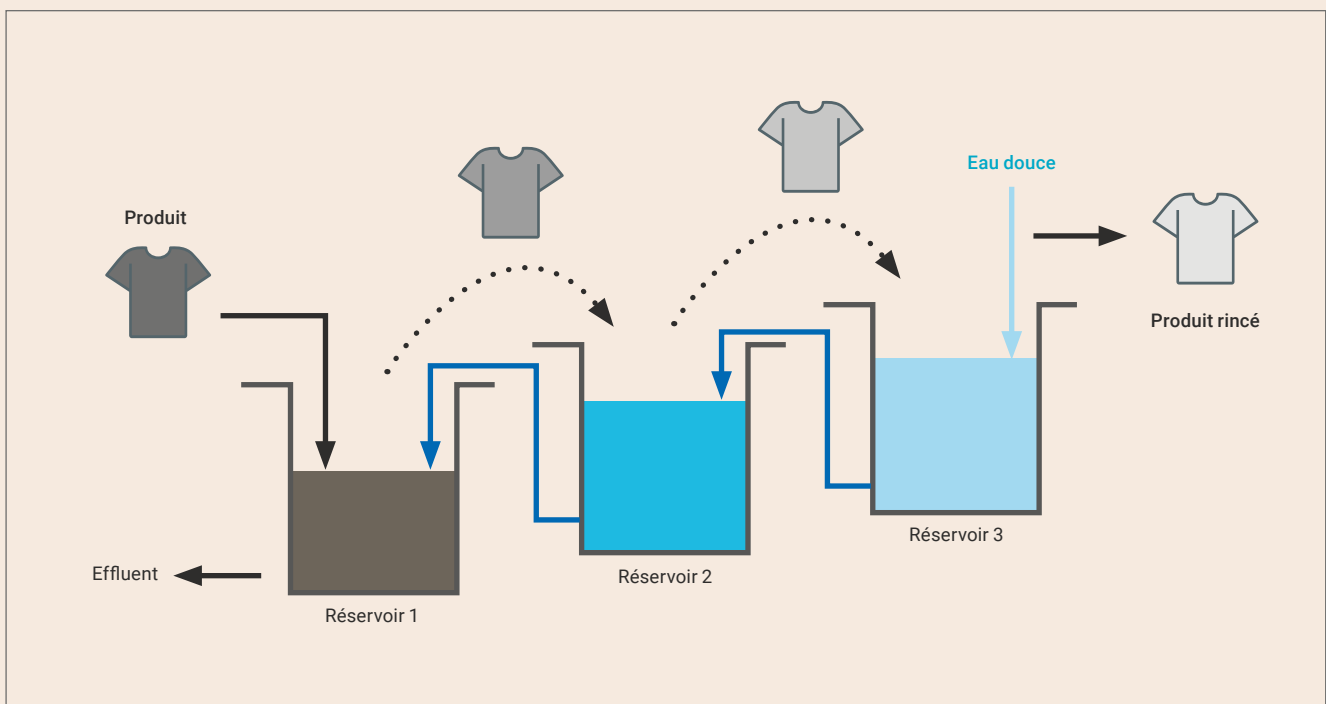 Produit
Eau douce
Produit rincé
Réservoir 3
Réservoir 2
Effluent
Réservoir 1